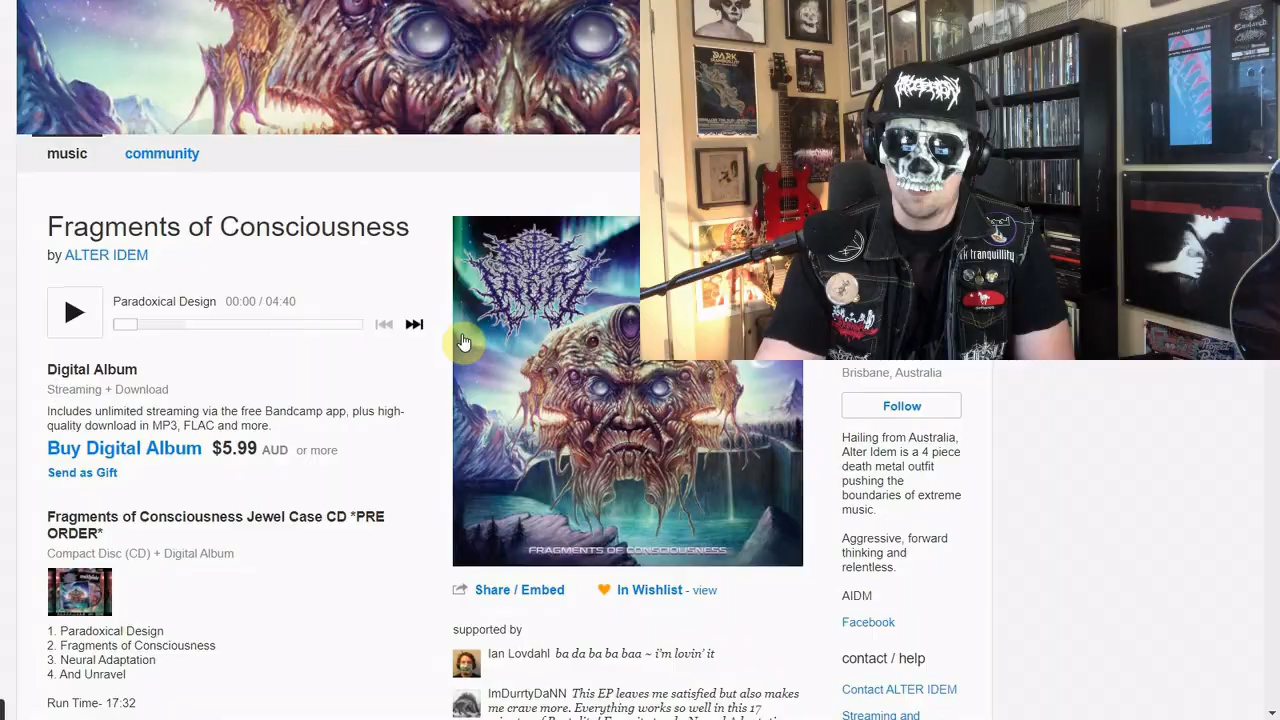 music
community
Fragments of Consciousness
by ALTER IDEM
Paradoxical Design
00:00 / 04:40
Digital Album
Streaming + Download
Includes unlimited streaming via the free Bandcamp app, plus high-
quality download in MP3, FLAC and more.
Buy Digital Album $5.99 AUD or more
Send as Gift
Fragments of Consciousness Jewel Case CD *PRE
ORDER*
Compact Disc (CD) + Digital Album
1. Paradoxical Design
2. Fragments of Consciousness
3. Neural Adaptation
4. And Unravel
Run Time- 17:32
FRAGMENTS OF CONSCIOUSNESS
Share / Embed
In Wishlist - view
supported by
Ian Lovdahl ba da ba ba baa ~ i'm lovin' it
ImDurrtyDaNN This EP leaves me satisfied but also makes
me crave more. Everything works so well in this 17
DARK
k tranquillity
Brisbane, Australia
Follow
Hailing from Australia,
Alter Idem is a 4 piece
death metal outfit
pushing the
boundaries of extreme
music.
Aggressive, forward
thinking and
relentless.
AIDM
Facebook
contact / help
Contact ALTER IDEM
Streaming and